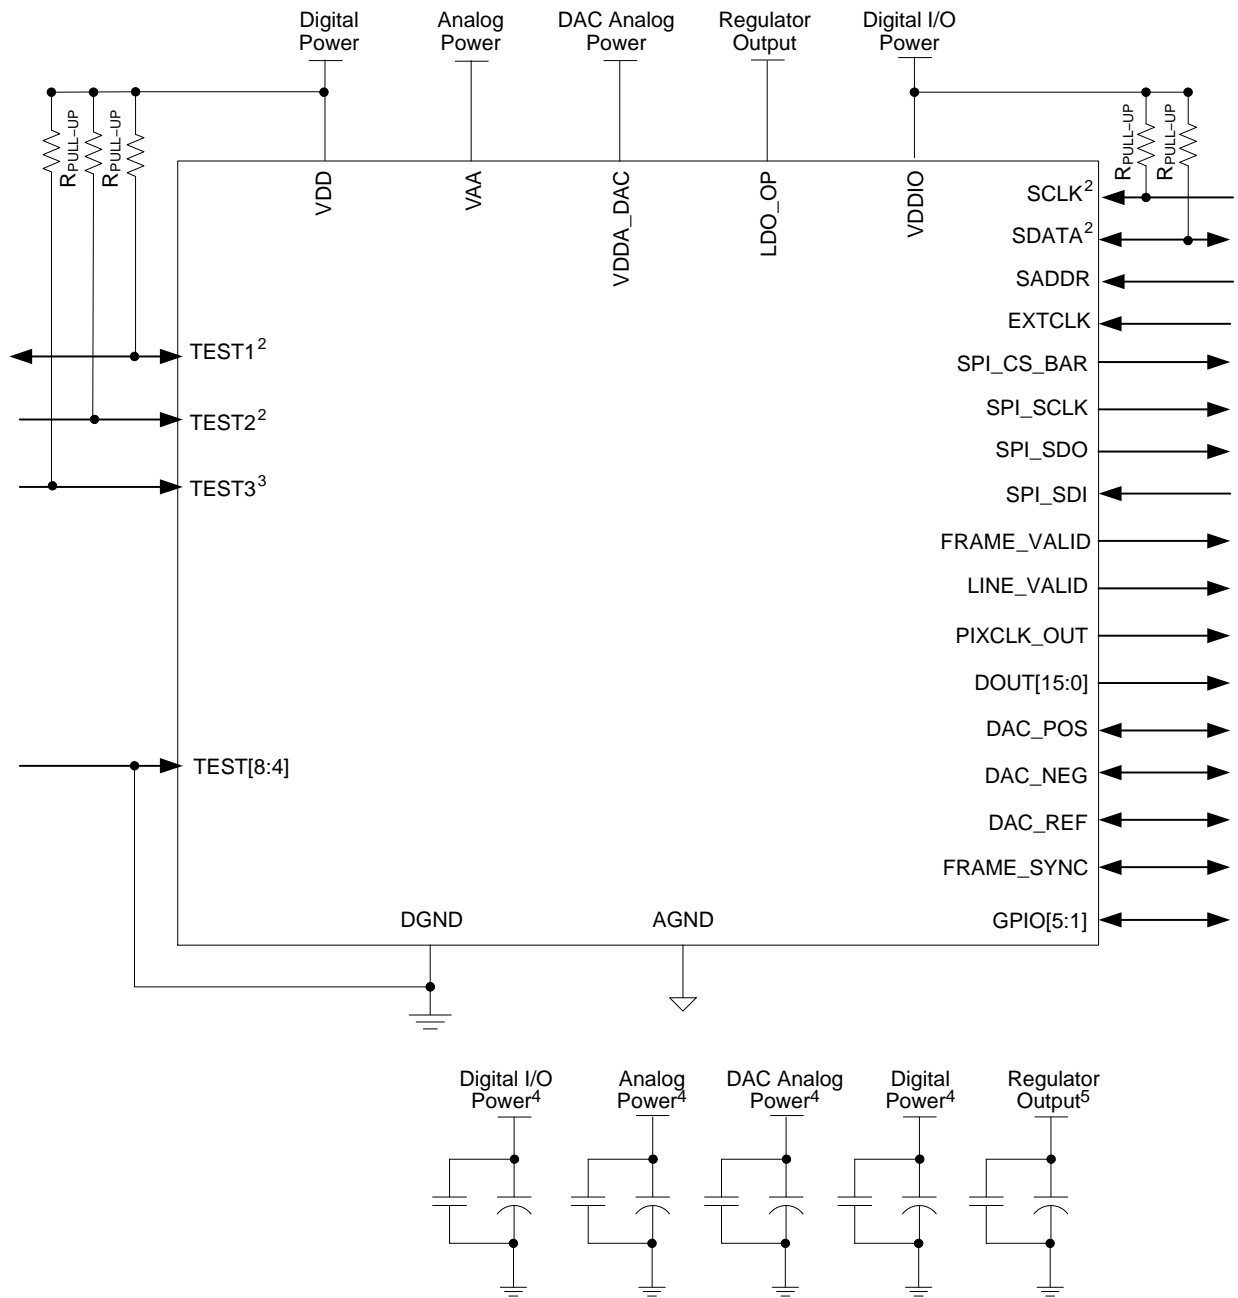 Digital
Power
Analog
Power
DAC Analog
Power
Regulator
Output
Digital I/O
Power
RPULL–UP
RPULL–UP
RPULL–UP
RPULL–UP
VDD
VAA
VDDA_DAC
LDO_OP
VDDIO
SCLK²
SDATA²
SADDR
EXTCLK
SPI_CS_BAR
SPI_SCLK
SPI_SDO
SPI_SDI
FRAME_VALID
LINE_VALID
PIXCLK_OUT
DOUT[15:0]
DAC_POS
DAC_NEG
DAC_REF
FRAME_SYNC
GPIO[5:1]
TEST1²
TEST2²
TEST3³
TEST[8:4]
DGND
AGND
Digital I/O
Power⁴
Analog
Power⁴
DAC Analog
Power⁴
Digital
Power⁴
Regulator
Output⁵